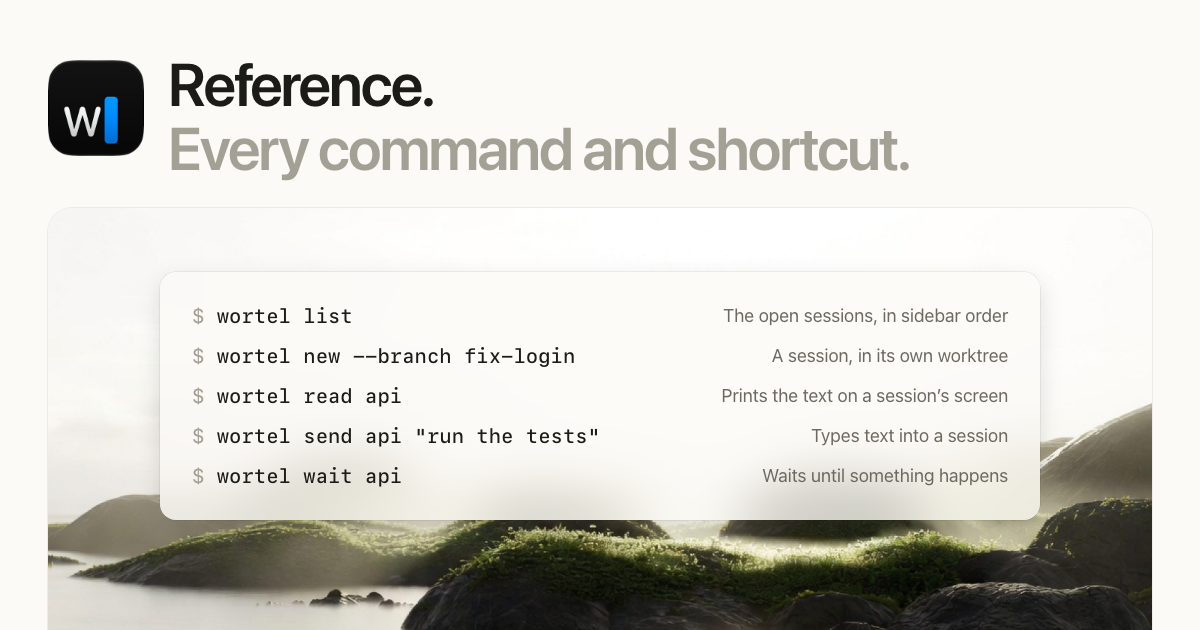 w
Reference.
Every command and shortcut.
$ wortel list The open sessions, in sidebar order
$ wortel new --branch fix-login A session, in its own worktree
$ wortel read api Prints the text on a session’s screen
$ wortel send api "run the tests" Types text into a session
$ wortel wait api Waits until something happens